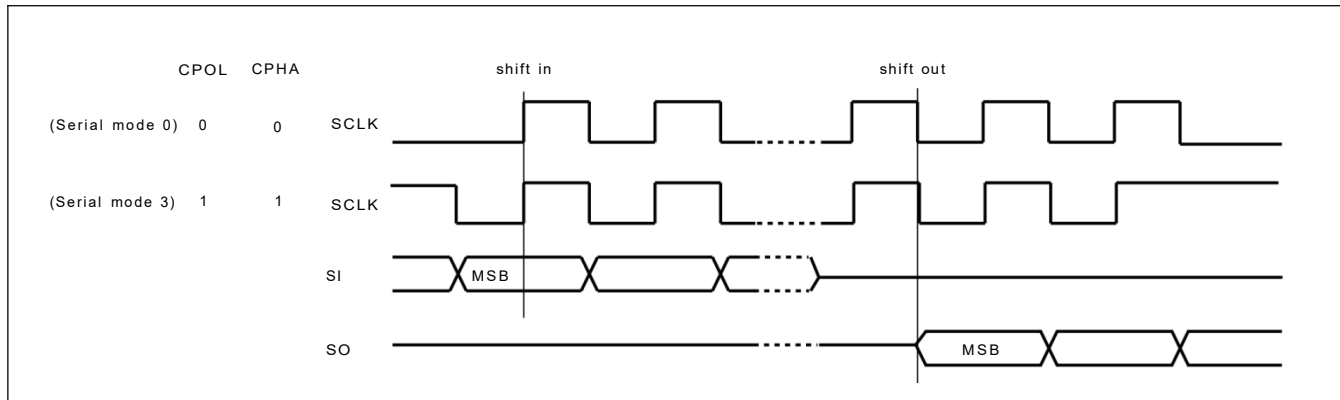 CPOL CPHA shift in shift out
(Serial mode 0) 0 0 SCLK
(Serial mode 3) 1 1 SCLK
SI MSB
SO MSB